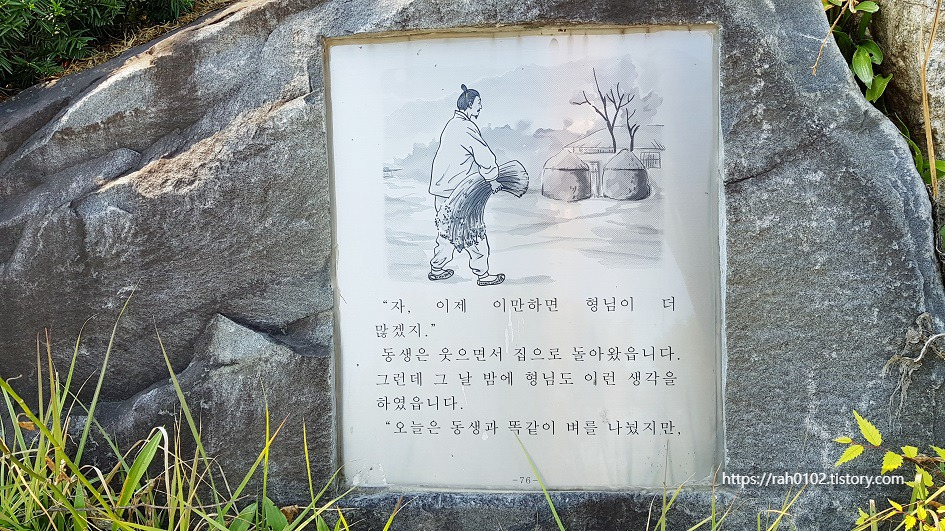 “자, 이제 이만하면 형님이 더
많겠지.”
동생은 웃으면서 집으로 돌아왔읍니다.
그런데 그 날 밤에 형님도 이런 생각을
하였읍니다.
“오늘은 동생과 똑같이 벼를 나눴지만,
-76-
https://rah0102.tistory.com